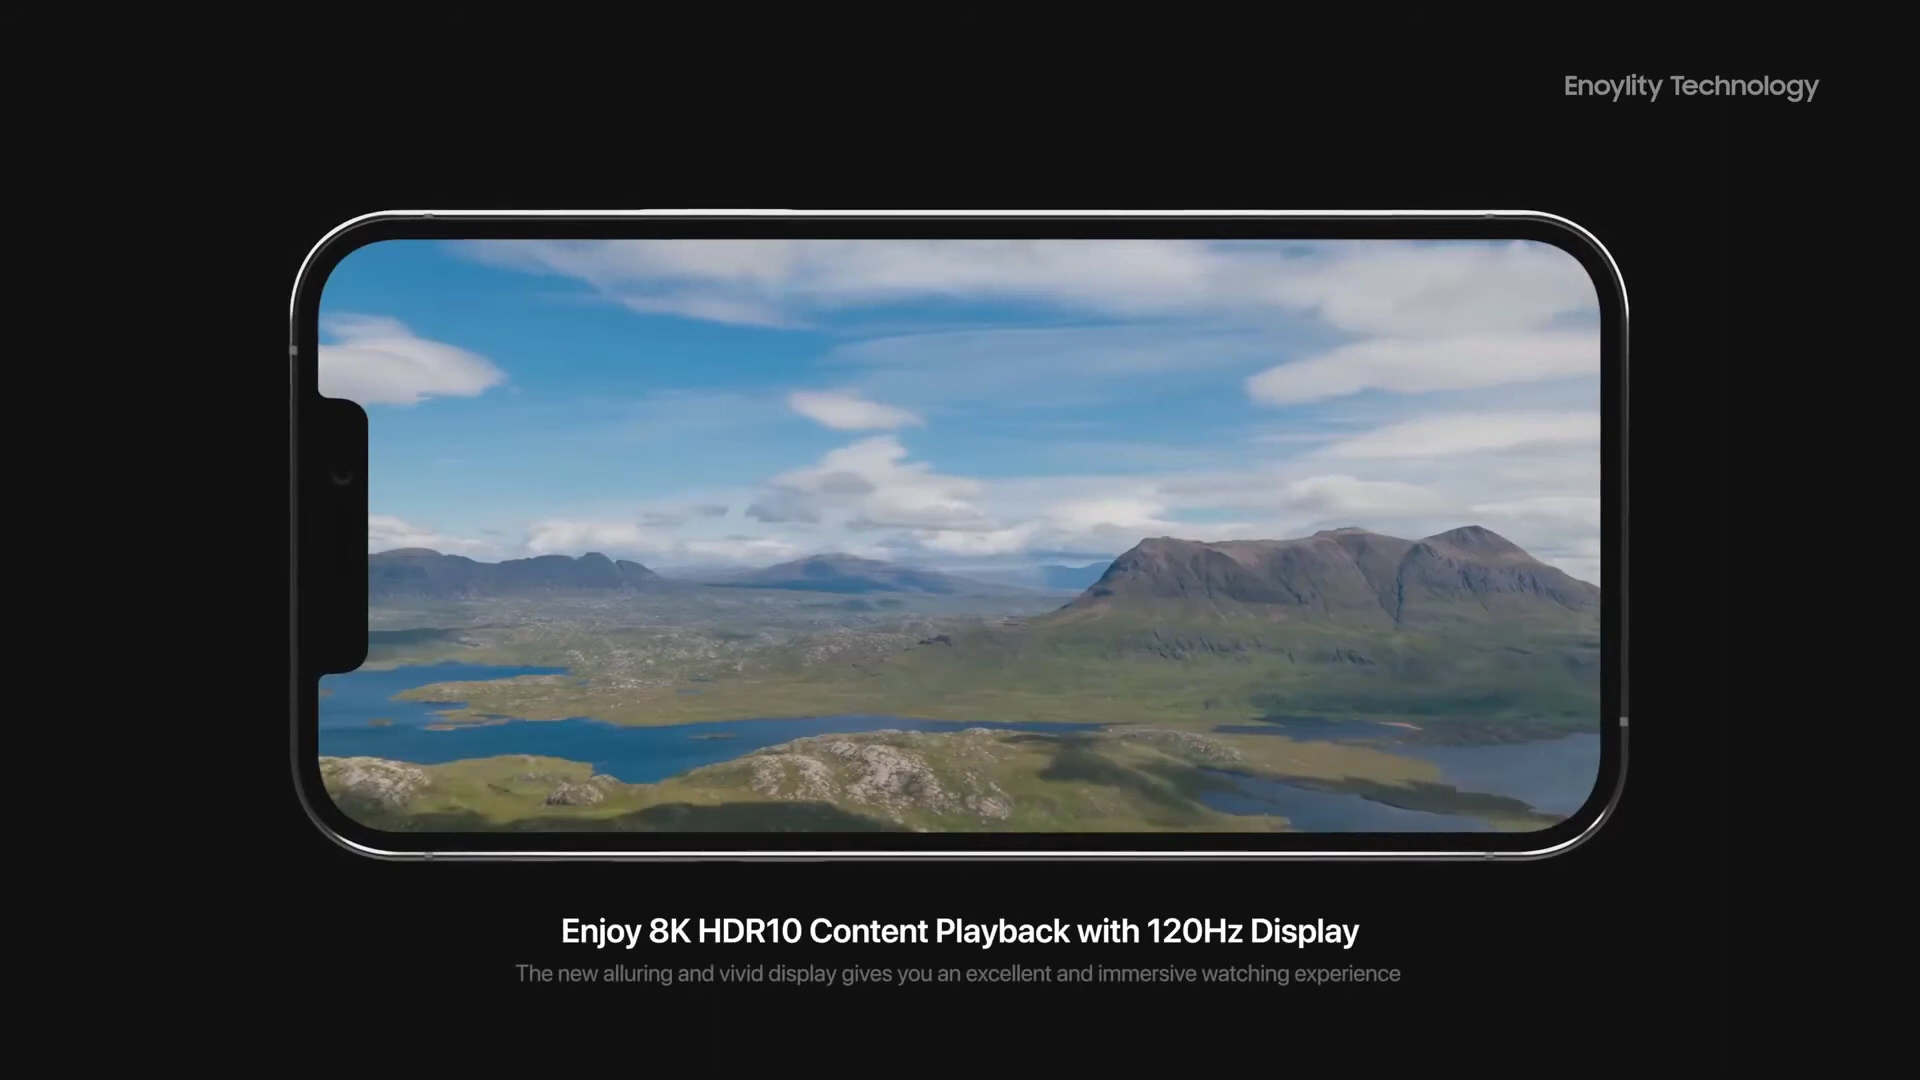 Enoylity Technology
Enjoy 8K HDR10 Content Playback with 120Hz Display
The new alluring and vivid display gives you an excellent and immersive watching experience